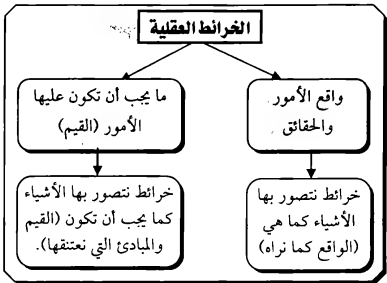 الخرائط العقلية
واقع الأمور
والحقائق
ما يجب أن تكون عليها
الأمور (القيم)
خرائط نتصور بها
الأشياء كما هي
(الواقع كما نراه)
خرائط نتصور بها الأشياء
كما يجب أن تكون (القيم
والمبادئ التي نعتنقها).